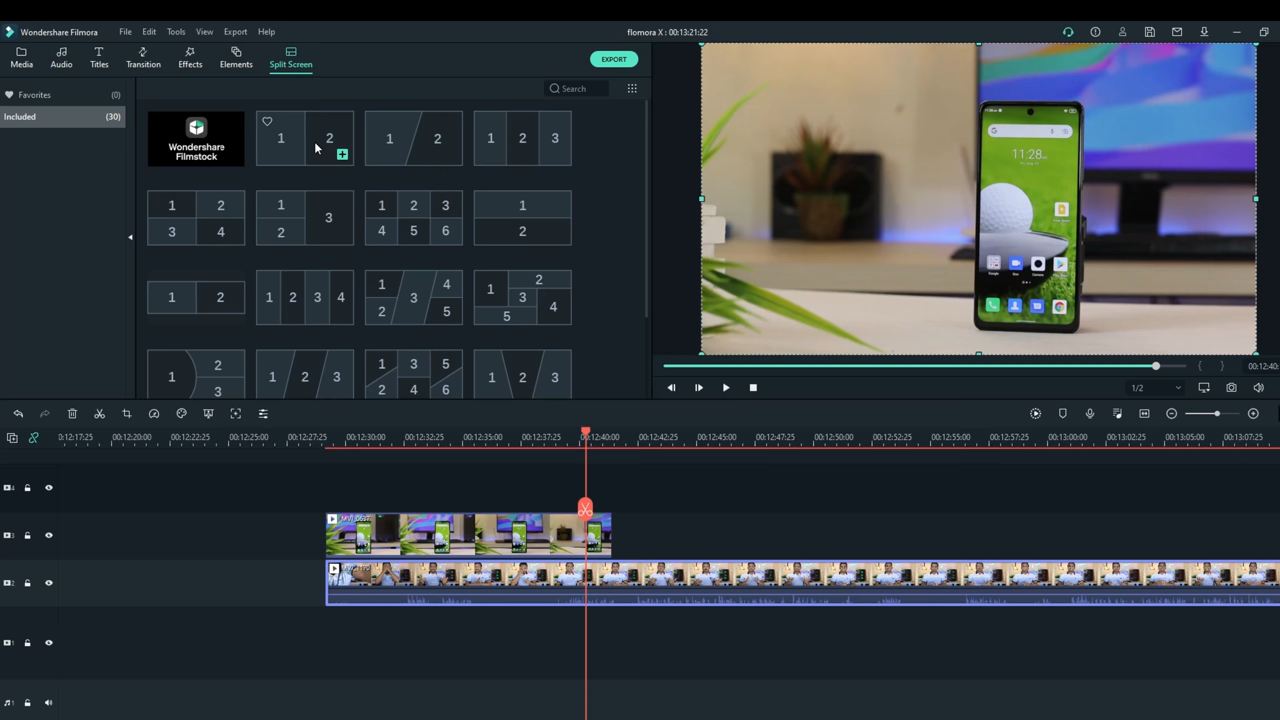 Wondershare Filmora File Edit Tools View Export Help flomora X : 00:13:21:22
Media Audio Titles Transition Effects Elements Split Screen EXPORT
Favorites (0)
Included (30)
Search
Wondershare
Filmstock
1 2
1 2
1 2 3
1 2
3 4
1
2
3
1 2 3
4 5 6
1
2
1 2
1 2 3 4
1
2
3
4
5
1
2
3
4
5
1
2
3
1 2 3
1 3 5
2 4 6
1 2 3
11:28
00:12:40:
1/2
0:12:17:25 00:12:20:00 00:12:22:25 00:12:25:00 00:12:27:25 00:12:30:00 00:12:32:25 00:12:35:00 00:12:37:25 00:12:40:00 00:12:42:25 00:12:45:00 00:12:47:25 00:12:50:00 00:12:52:25 00:12:55:00 00:12:57:25 00:13:00:00 00:13:02:25 00:13:05:00 00:13:07:25
4
3
2
1
1